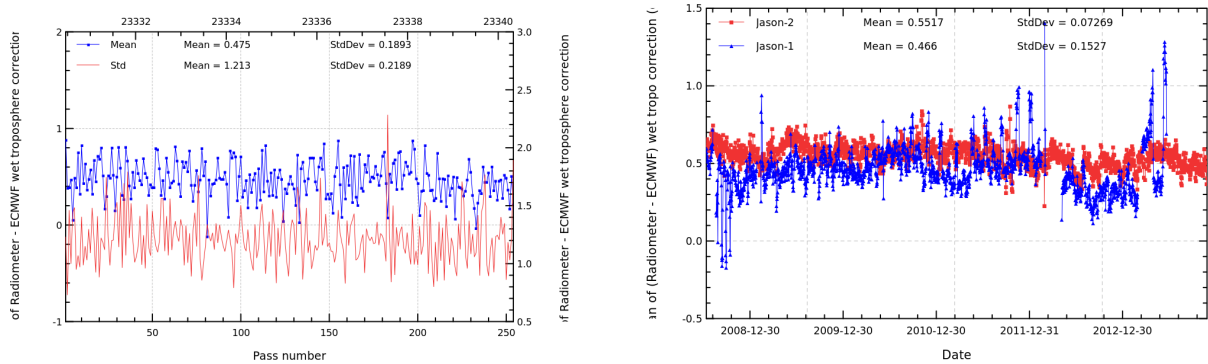 23332 23334 23336 23338 23340
Mean Mean = 0.475 StdDev = 0.1893
Std Mean = 1.213 StdDev = 0.2189
2
1
0
-1
3.0
2.5
2.0
1.5
1.0
0.5
50 100 150 200 250
Pass number
of Radiometer - ECMWF wet troposphere correction
of Radiometer - ECMWF wet troposphere correction
Jason-2 Mean = 0.5517 StdDev = 0.07269
Jason-1 Mean = 0.466 StdDev = 0.1527
1.5
1.0
0.5
0.0
-0.5
2008-12-30 2009-12-30 2010-12-30 2011-12-31 2012-12-30
Date
of (Radiometer - ECMWF) wet tropo correction (